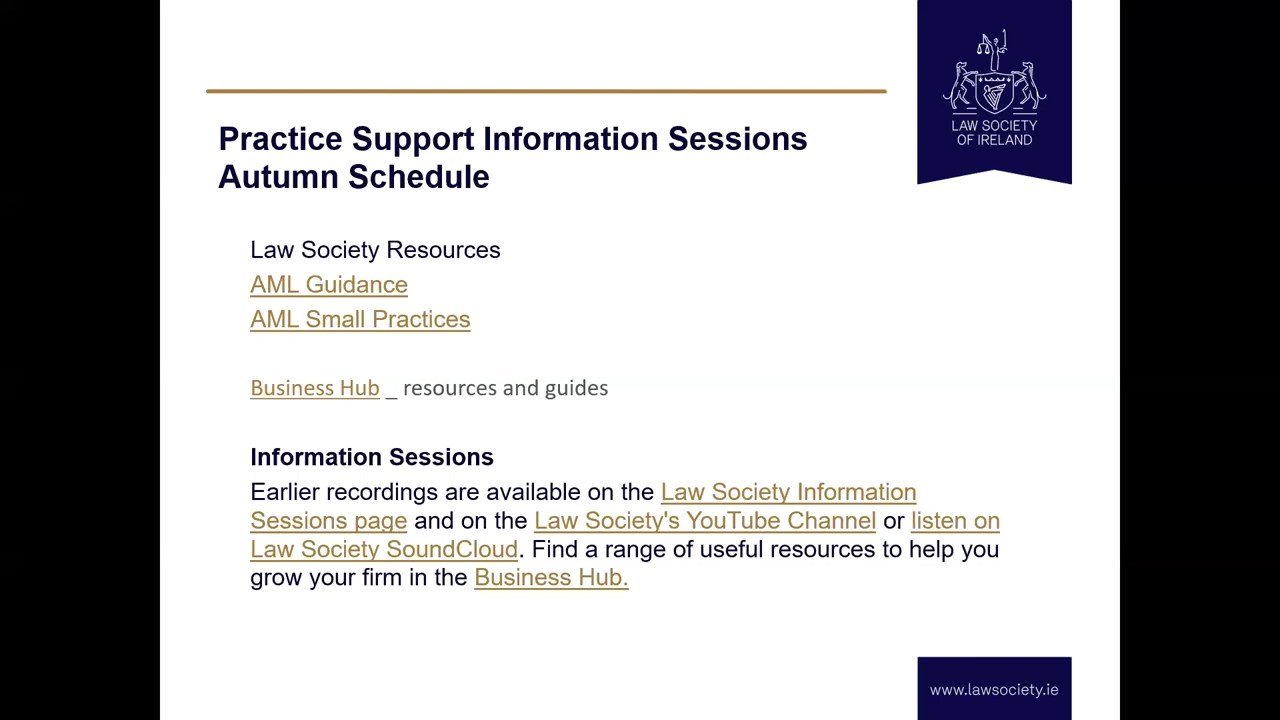 LAW SOCIETY
OF IRELAND
Practice Support Information Sessions
Autumn Schedule
Law Society Resources
AML Guidance
AML Small Practices
Business Hub _ resources and guides
Information Sessions
Earlier recordings are available on the Law Society Information
Sessions page and on the Law Society's YouTube Channel or listen on
Law Society SoundCloud. Find a range of useful resources to help you
grow your firm in the Business Hub.
www.lawsociety.ie